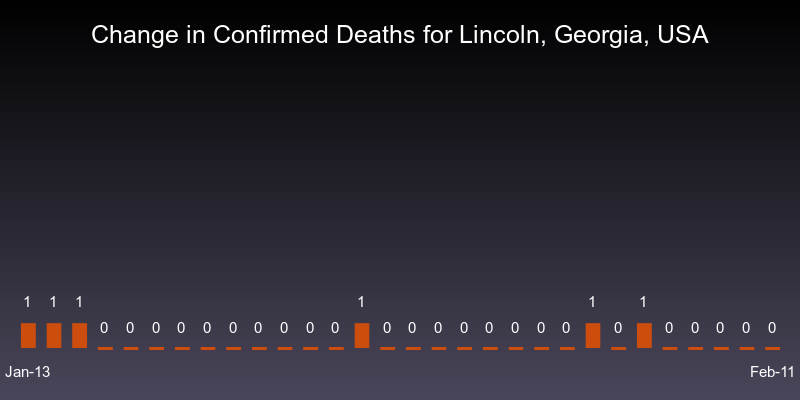 Change in Confirmed Deaths for Lincoln, Georgia, USA
1 1 1 0 0 0 0 0 0 0 0 0 0 1 0 0 0 0 0 0 0 0 1 0 1 0 0 0 0 0
Jan-13 Feb-11